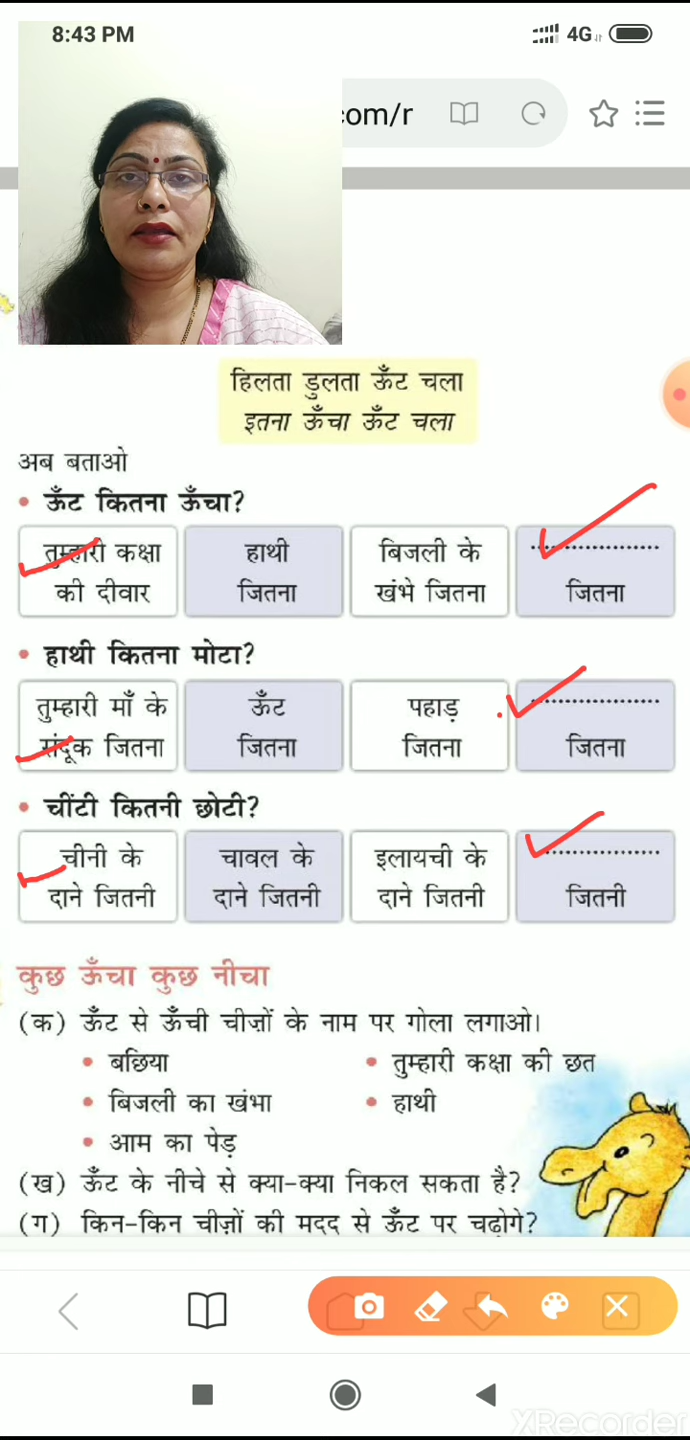 8:43 PM
4G
com/r
हिलता डुलता ऊँट चला
इतना ऊँचा ऊँट चला
अब बताओ
• ऊँट कितना ऊँचा?
तुम्हारी कक्षा
की दीवार
हाथी
जितना
बिजली के
खंभे जितना
....................
जितना
• हाथी कितना मोटा?
तुम्हारी माँ के
संदूक जितना
ऊँट
जितना
पहाड़
जितना
....................
जितना
• चींटी कितनी छोटी?
चीनी के
दाने जितनी
चावल के
दाने जितनी
इलायची के
दाने जितनी
....................
जितनी
कुछ ऊँचा कुछ नीचा
(क) ऊँट से ऊँची चीज़ों के नाम पर गोला लगाओ।
• बछिया
• तुम्हारी कक्षा की छत
• बिजली का खंभा
• हाथी
• आम का पेड़
(ख) ऊँट के नीचे से क्या-क्या निकल सकता है?
(ग) किन-किन चीज़ों की मदद से ऊँट पर चढ़ोगे?
XRecorder